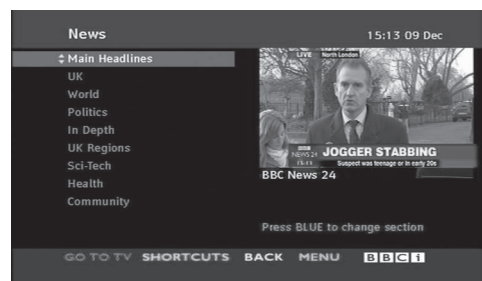 News
15:13 09 Dec
Main Headlines
UK
World
Politics
In Depth
UK Regions
Sci-Tech
Health
Community
LIVE North London
BBC
NEWS 24
15:13
JOGGER STABBING
Suspect was teenage or in early 20s
BBC News 24
Press BLUE to change section
GO TO TV SHORTCUTS BACK MENU BBCi